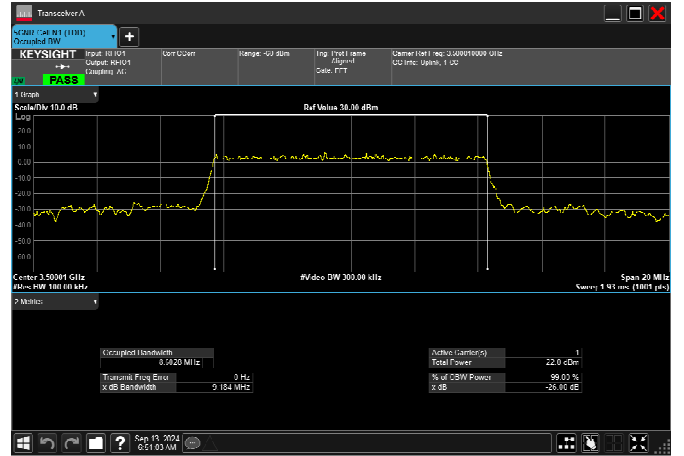 Transceiver A
5GNR Cell N1 (TDD)
Occupied BW
KEYSIGHT
PASS
Input: RFIO1
Output: RFIO1
Coupling: AC
Corr CCorr
Range: -60 dBm
Trig: Prot Frame
Aligned
Gate: FFT
Carrier Ref Freq: 3.500010000 GHz
CC Info: Uplink, 1 CC
1 Graph
Scale/Div 10.0 dB
Ref Value 30.00 dBm
Log
20.0
10.0
0.00
-10.0
-20.0
-30.0
-40.0
-50.0
-60.0
Center 3.50001 GHz
#Video BW 300.00 kHz
Span 20 MHz
#Res BW 100.00 kHz
Sweep 1.93 ms (1001 pts)
2 Metrics
Occupied Bandwidth
MHz
Transmit Freq Error
0 Hz
x dB Bandwidth
9.184 MHz
Active Carrier(s)
1
Total Power
22.0 dBm
% of OBW Power
99.00 %
x dB
-26.00 dB
Sep 13, 2024
6:51:03 AM